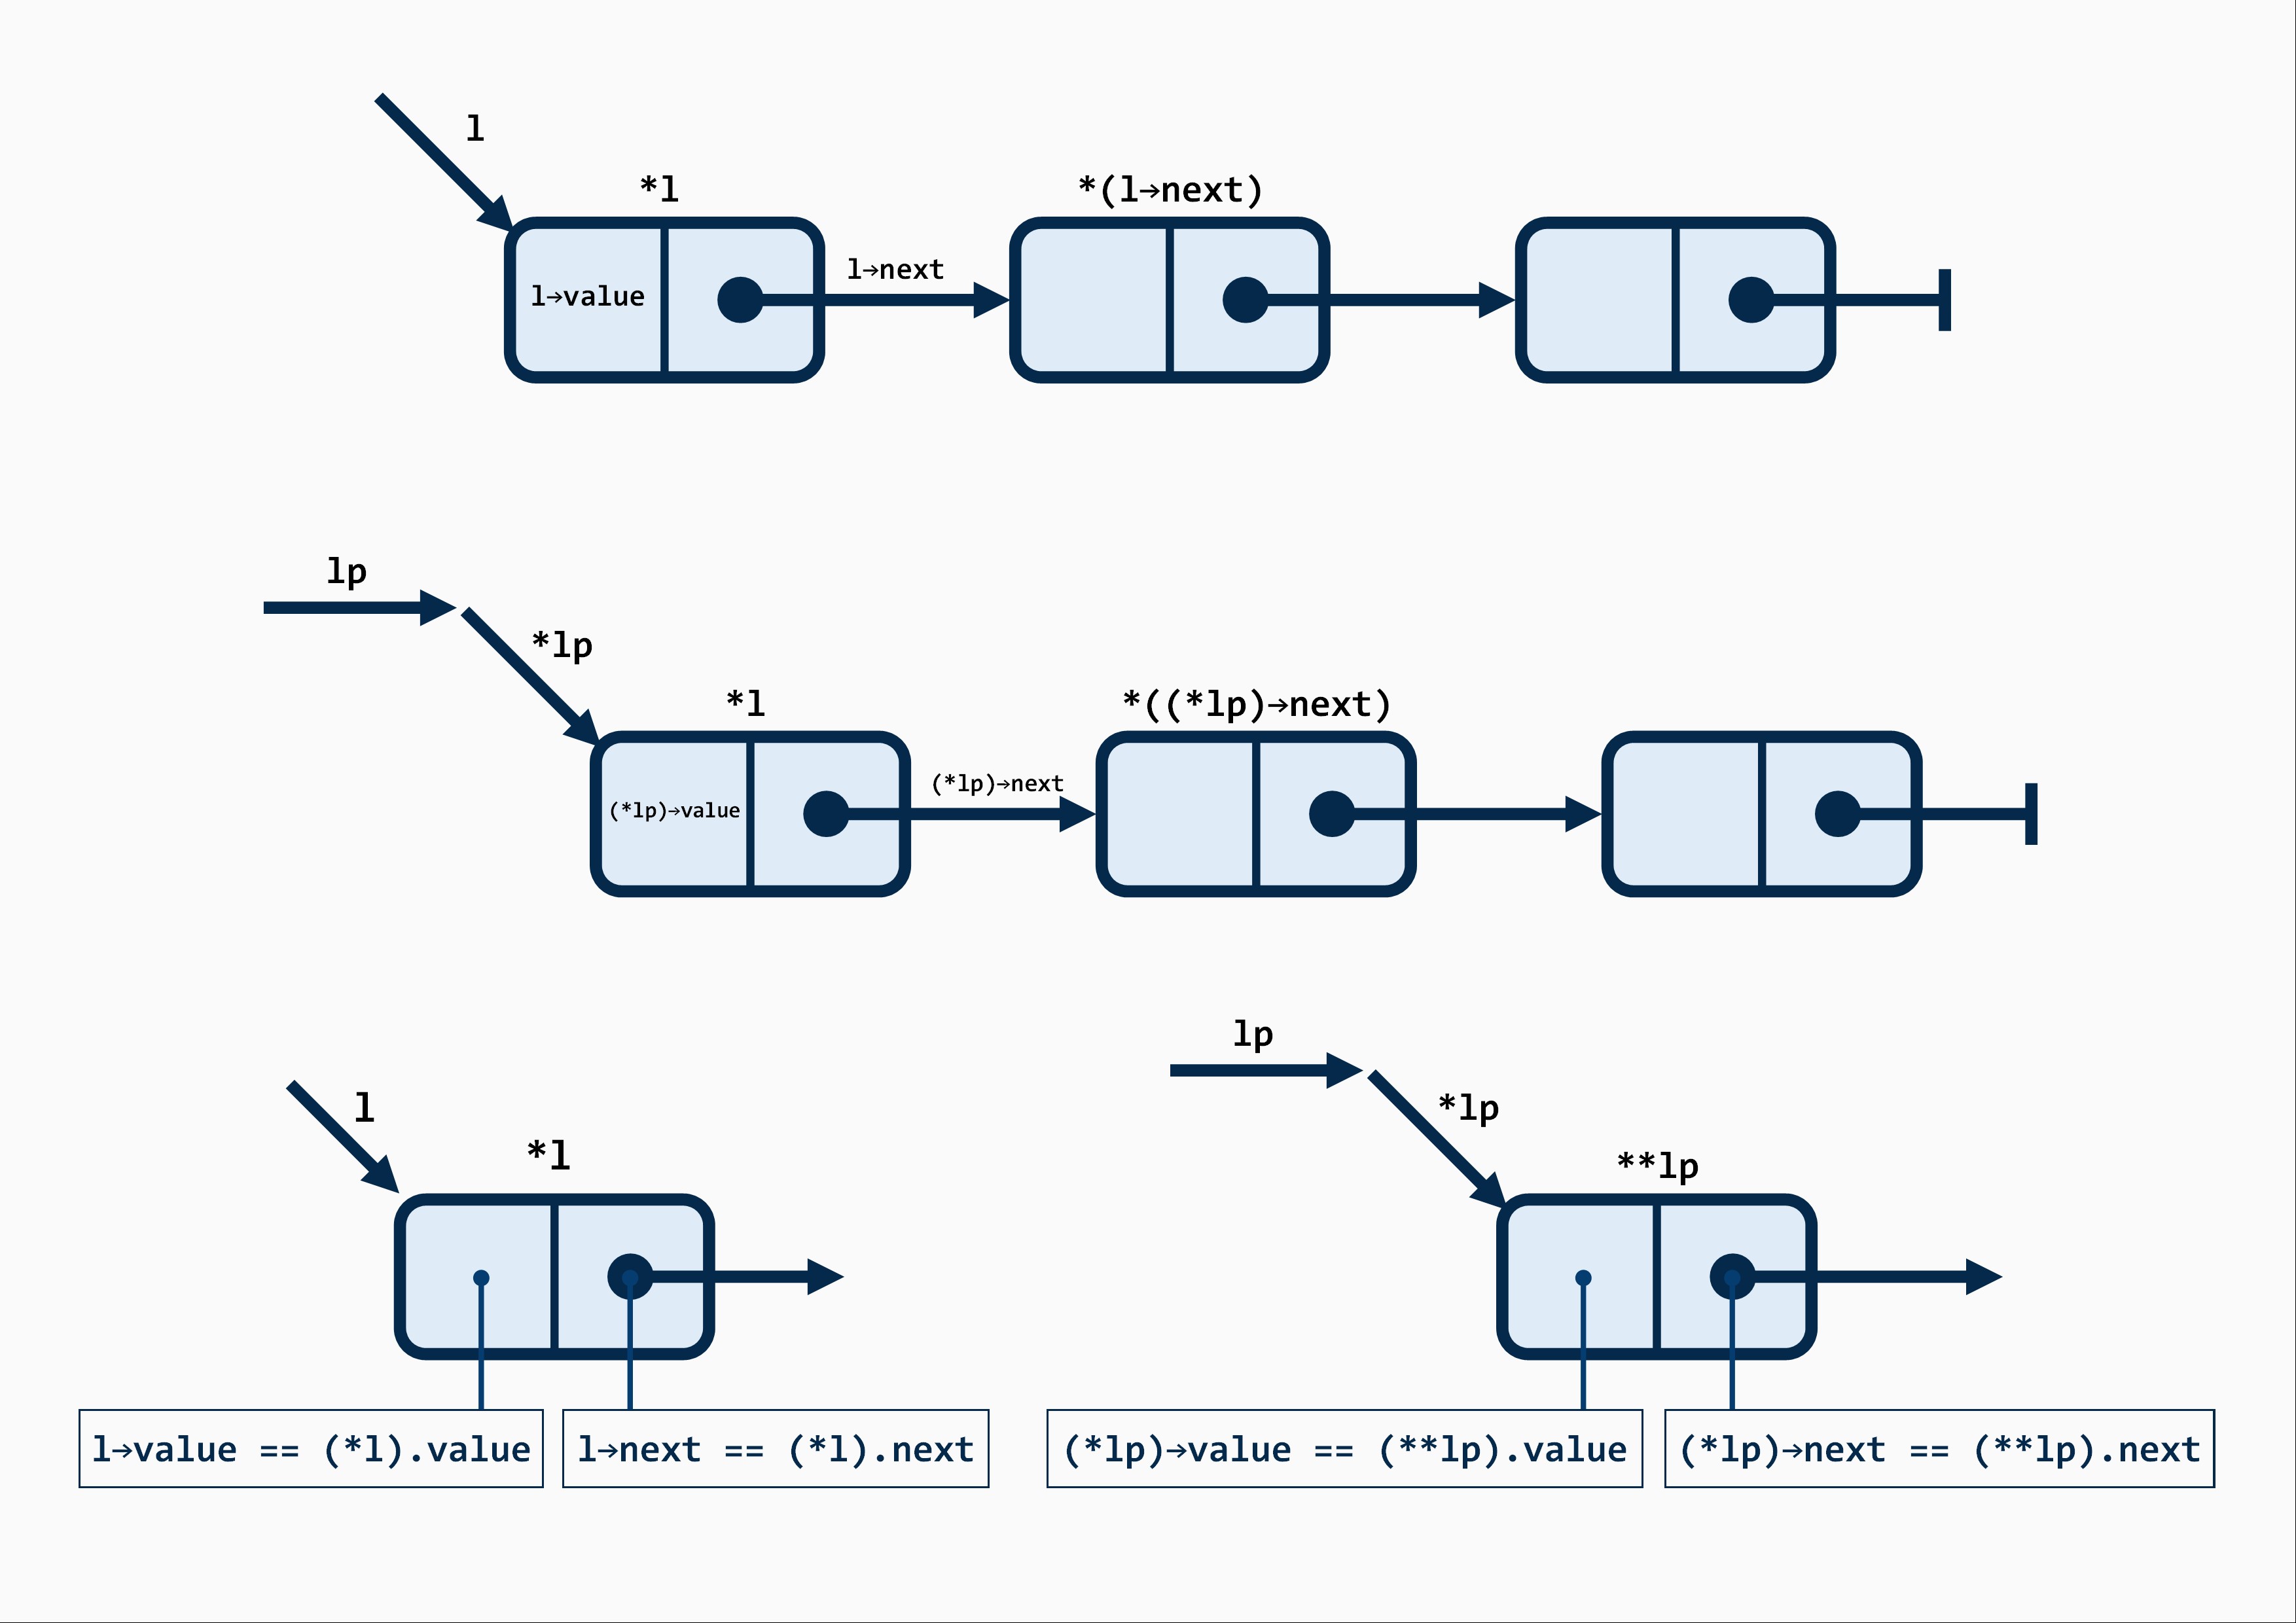 l
*l
*(l→next)
l→next
l→value
lp
*lp
*l
*((*lp)→next)
(*lp)→next
(*lp)→value
l
*l
lp
*lp
**lp
l→value == (*l).value
l→next == (*l).next
(*lp)→value == (**lp).value
(*lp)→next == (**lp).next